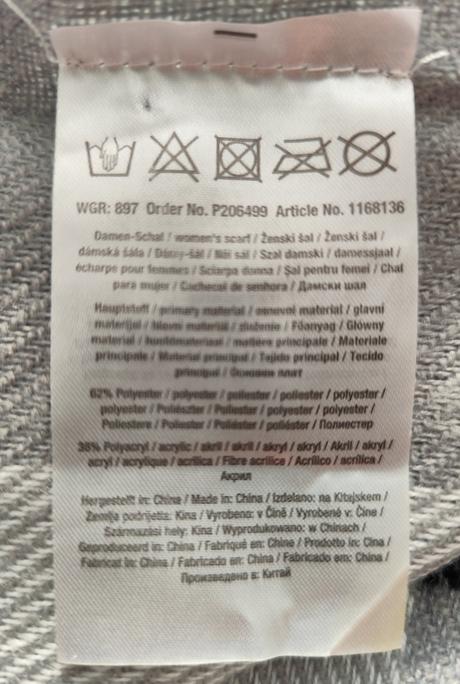 WGR: 897 Order No. P206499 Article No. 1168136
Damen-Schal / women's scarf / Ženski šal / Ženski šal /
dámská šála / Dámsy-šál / šál / Szal damski / damessjaal /
écharpe pour femmes / Sciarpa donna / Șal pentru femei / Chal
para mujer / Cachecol de senhora / Дамски шал
Hauptstoff / primary material / osnovni material / glavni
materijal / hlavní materiál / složenie / Főanyag / Główny
materiał / hoofdmateriaal / matière principale / Materiale
principale / Material principal / Tejido principal / Tecido
principal / Основен плат
62% Polyester / polyester / poliester / poliester / polyester /
polyester / Poliészter / Poliester / polyester / polyester /
Poliestere / Poliester / Poliéster / poliéster / Полиестер
38% Polyacryl / acrylic / akril / akril / akryl / akryl / Akril / akryl /
acryl / acrylique / acrilica / Fibre acrilice / Acrílico / acrílica /
Акрил
Hergestellt in: China / Made in: China / Izdelano: na Kitajskem /
Zemlja podrijetla: Kina / Vyrobeno: v Číně / Vyrobené v: Číne /
Származási hely: Kína / Wyprodukowano: w Chinach /
Geproduceerd in: China / Fabriqué en: Chine / Prodotto in: Cina /
Fabricat în: China / Fabricado en: China / Fabricado em: China /
Произведено в: Китай